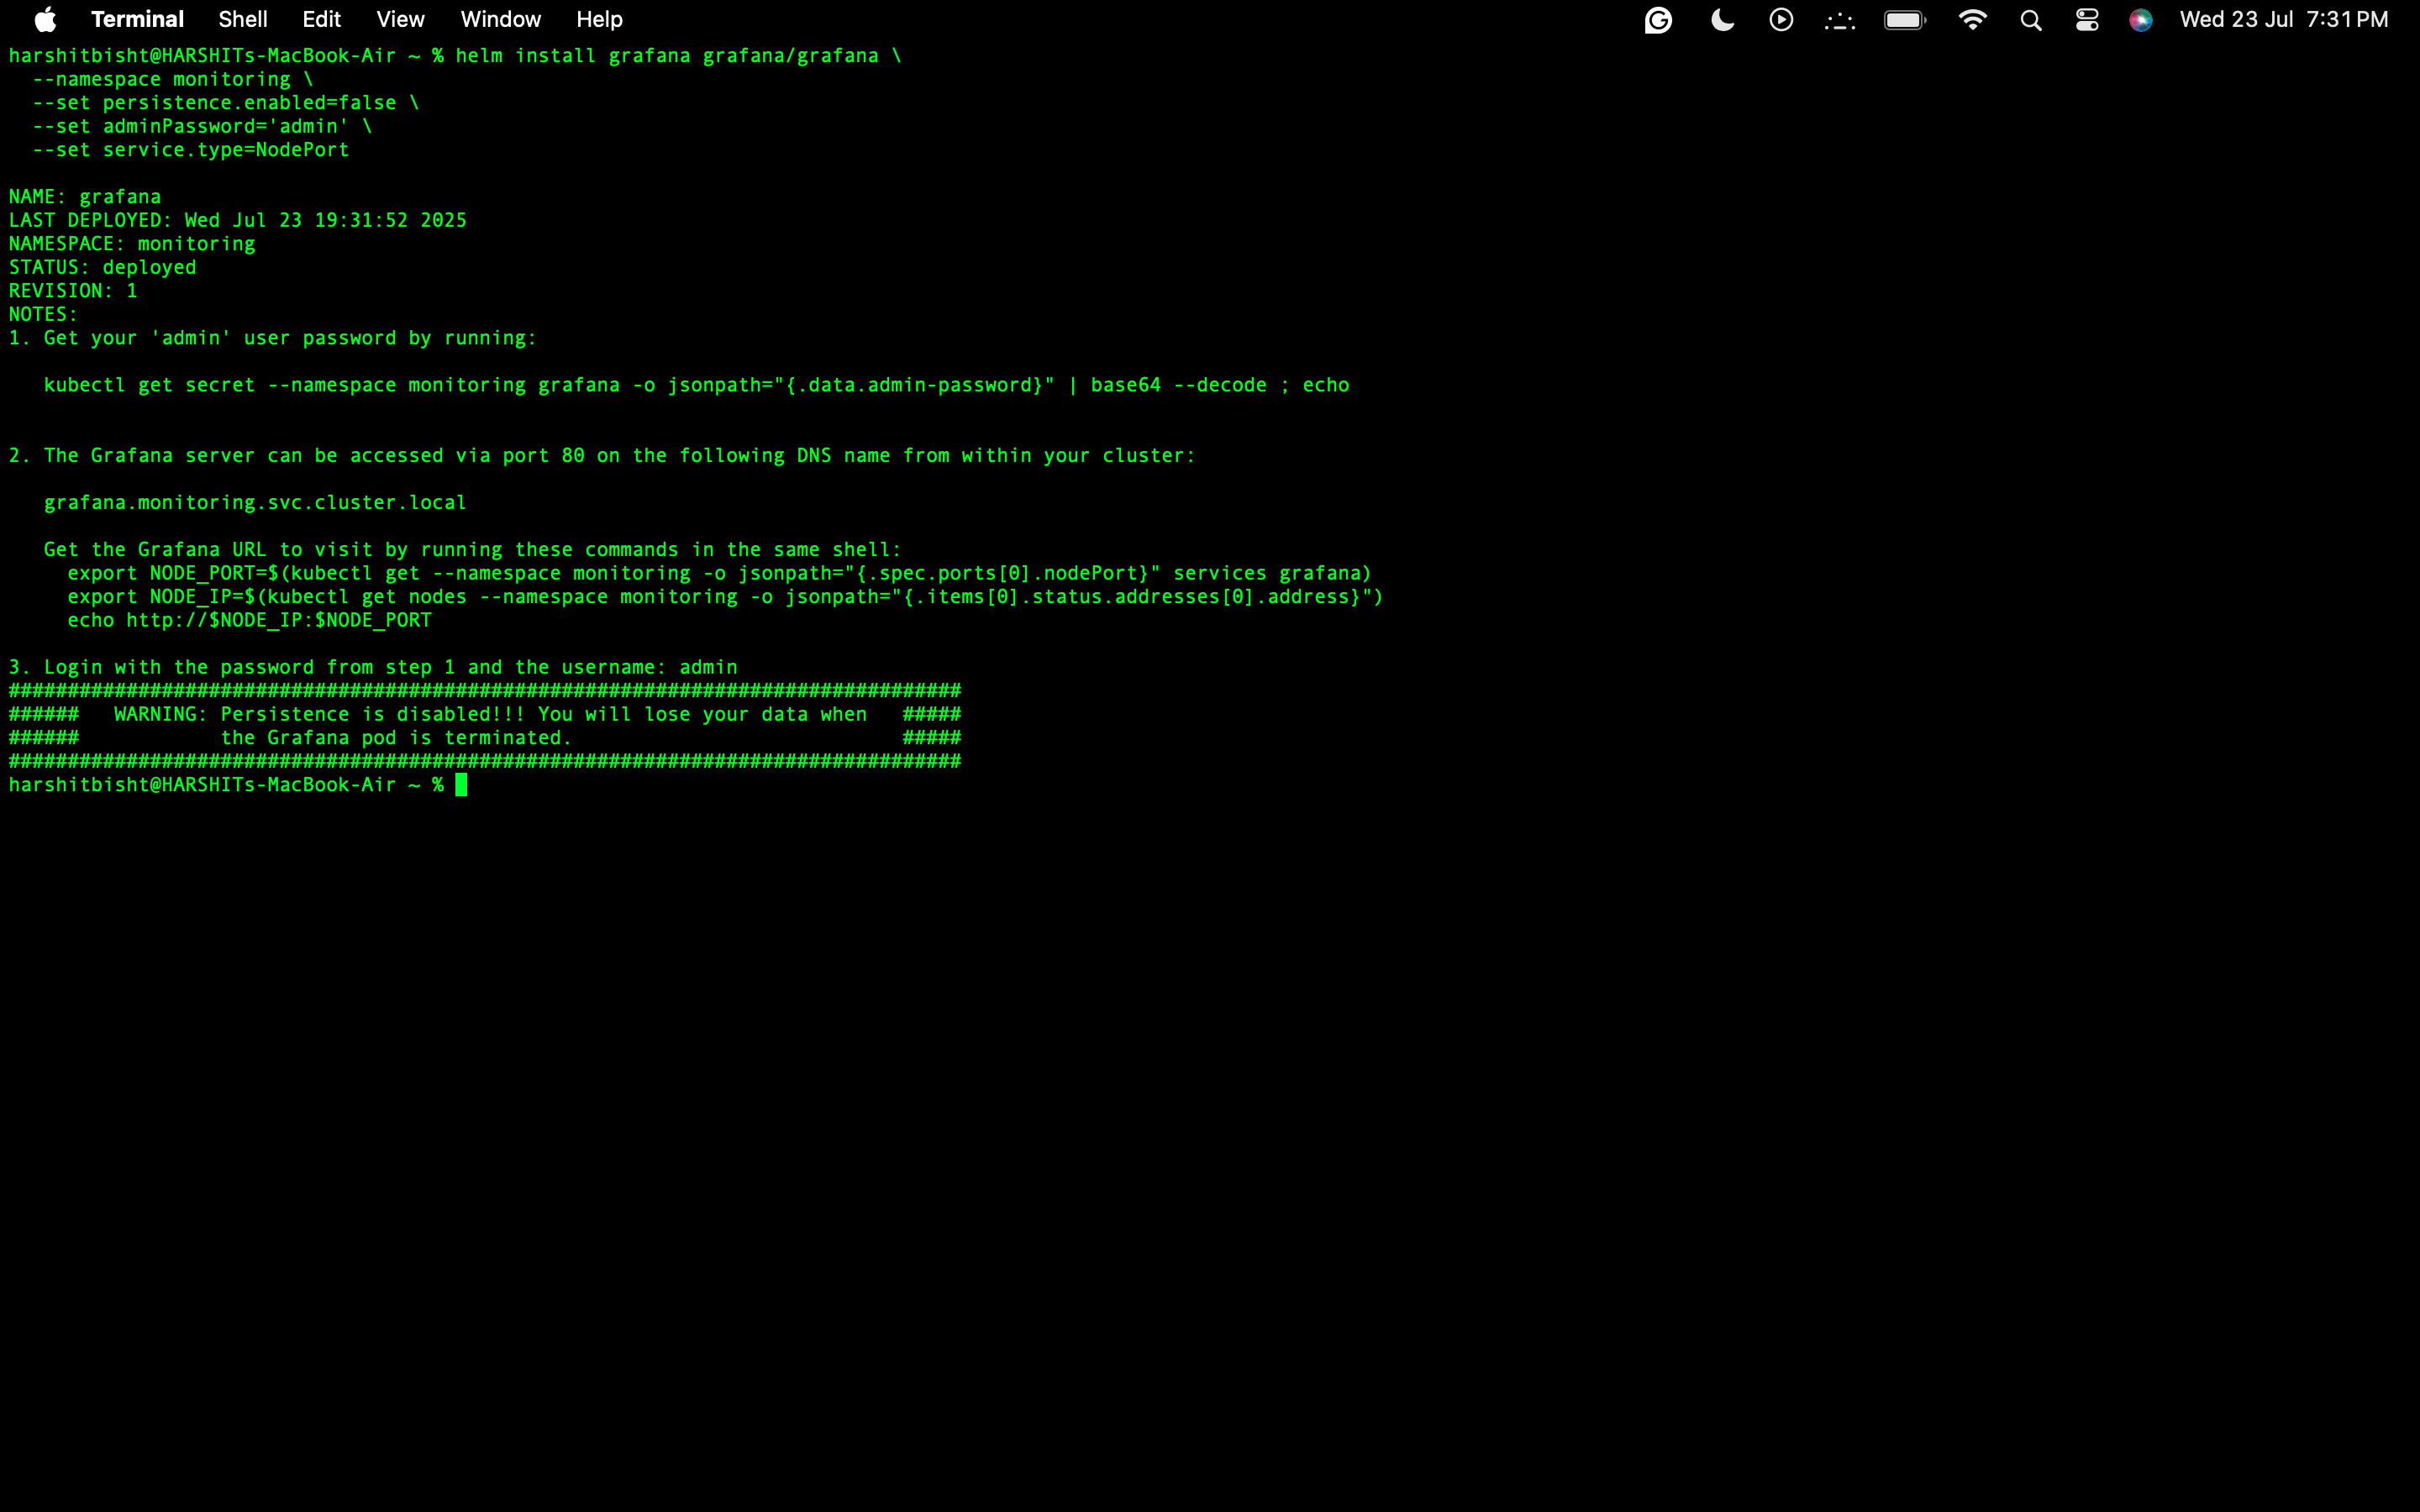 Terminal Shell Edit View Window Help Wed 23 Jul 7:31 PM
harshitbisht@HARSHITs-MacBook-Air ~ % helm install grafana grafana/grafana \
  --namespace monitoring \
  --set persistence.enabled=false \
  --set adminPassword='admin' \
  --set service.type=NodePort

NAME: grafana
LAST DEPLOYED: Wed Jul 23 19:31:52 2025
NAMESPACE: monitoring
STATUS: deployed
REVISION: 1
NOTES:
1. Get your 'admin' user password by running:

   kubectl get secret --namespace monitoring grafana -o jsonpath="{.data.admin-password}" | base64 --decode ; echo


2. The Grafana server can be accessed via port 80 on the following DNS name from within your cluster:

   grafana.monitoring.svc.cluster.local

   Get the Grafana URL to visit by running these commands in the same shell:
     export NODE_PORT=$(kubectl get --namespace monitoring -o jsonpath="{.spec.ports[0].nodePort}" services grafana)
     export NODE_IP=$(kubectl get nodes --namespace monitoring -o jsonpath="{.items[0].status.addresses[0].address}")
     echo http://$NODE_IP:$NODE_PORT

3. Login with the password from step 1 and the username: admin
#################################################################################
######   WARNING: Persistence is disabled!!! You will lose your data when   #####
######            the Grafana pod is terminated.                            #####
#################################################################################
harshitbisht@HARSHITs-MacBook-Air ~ %